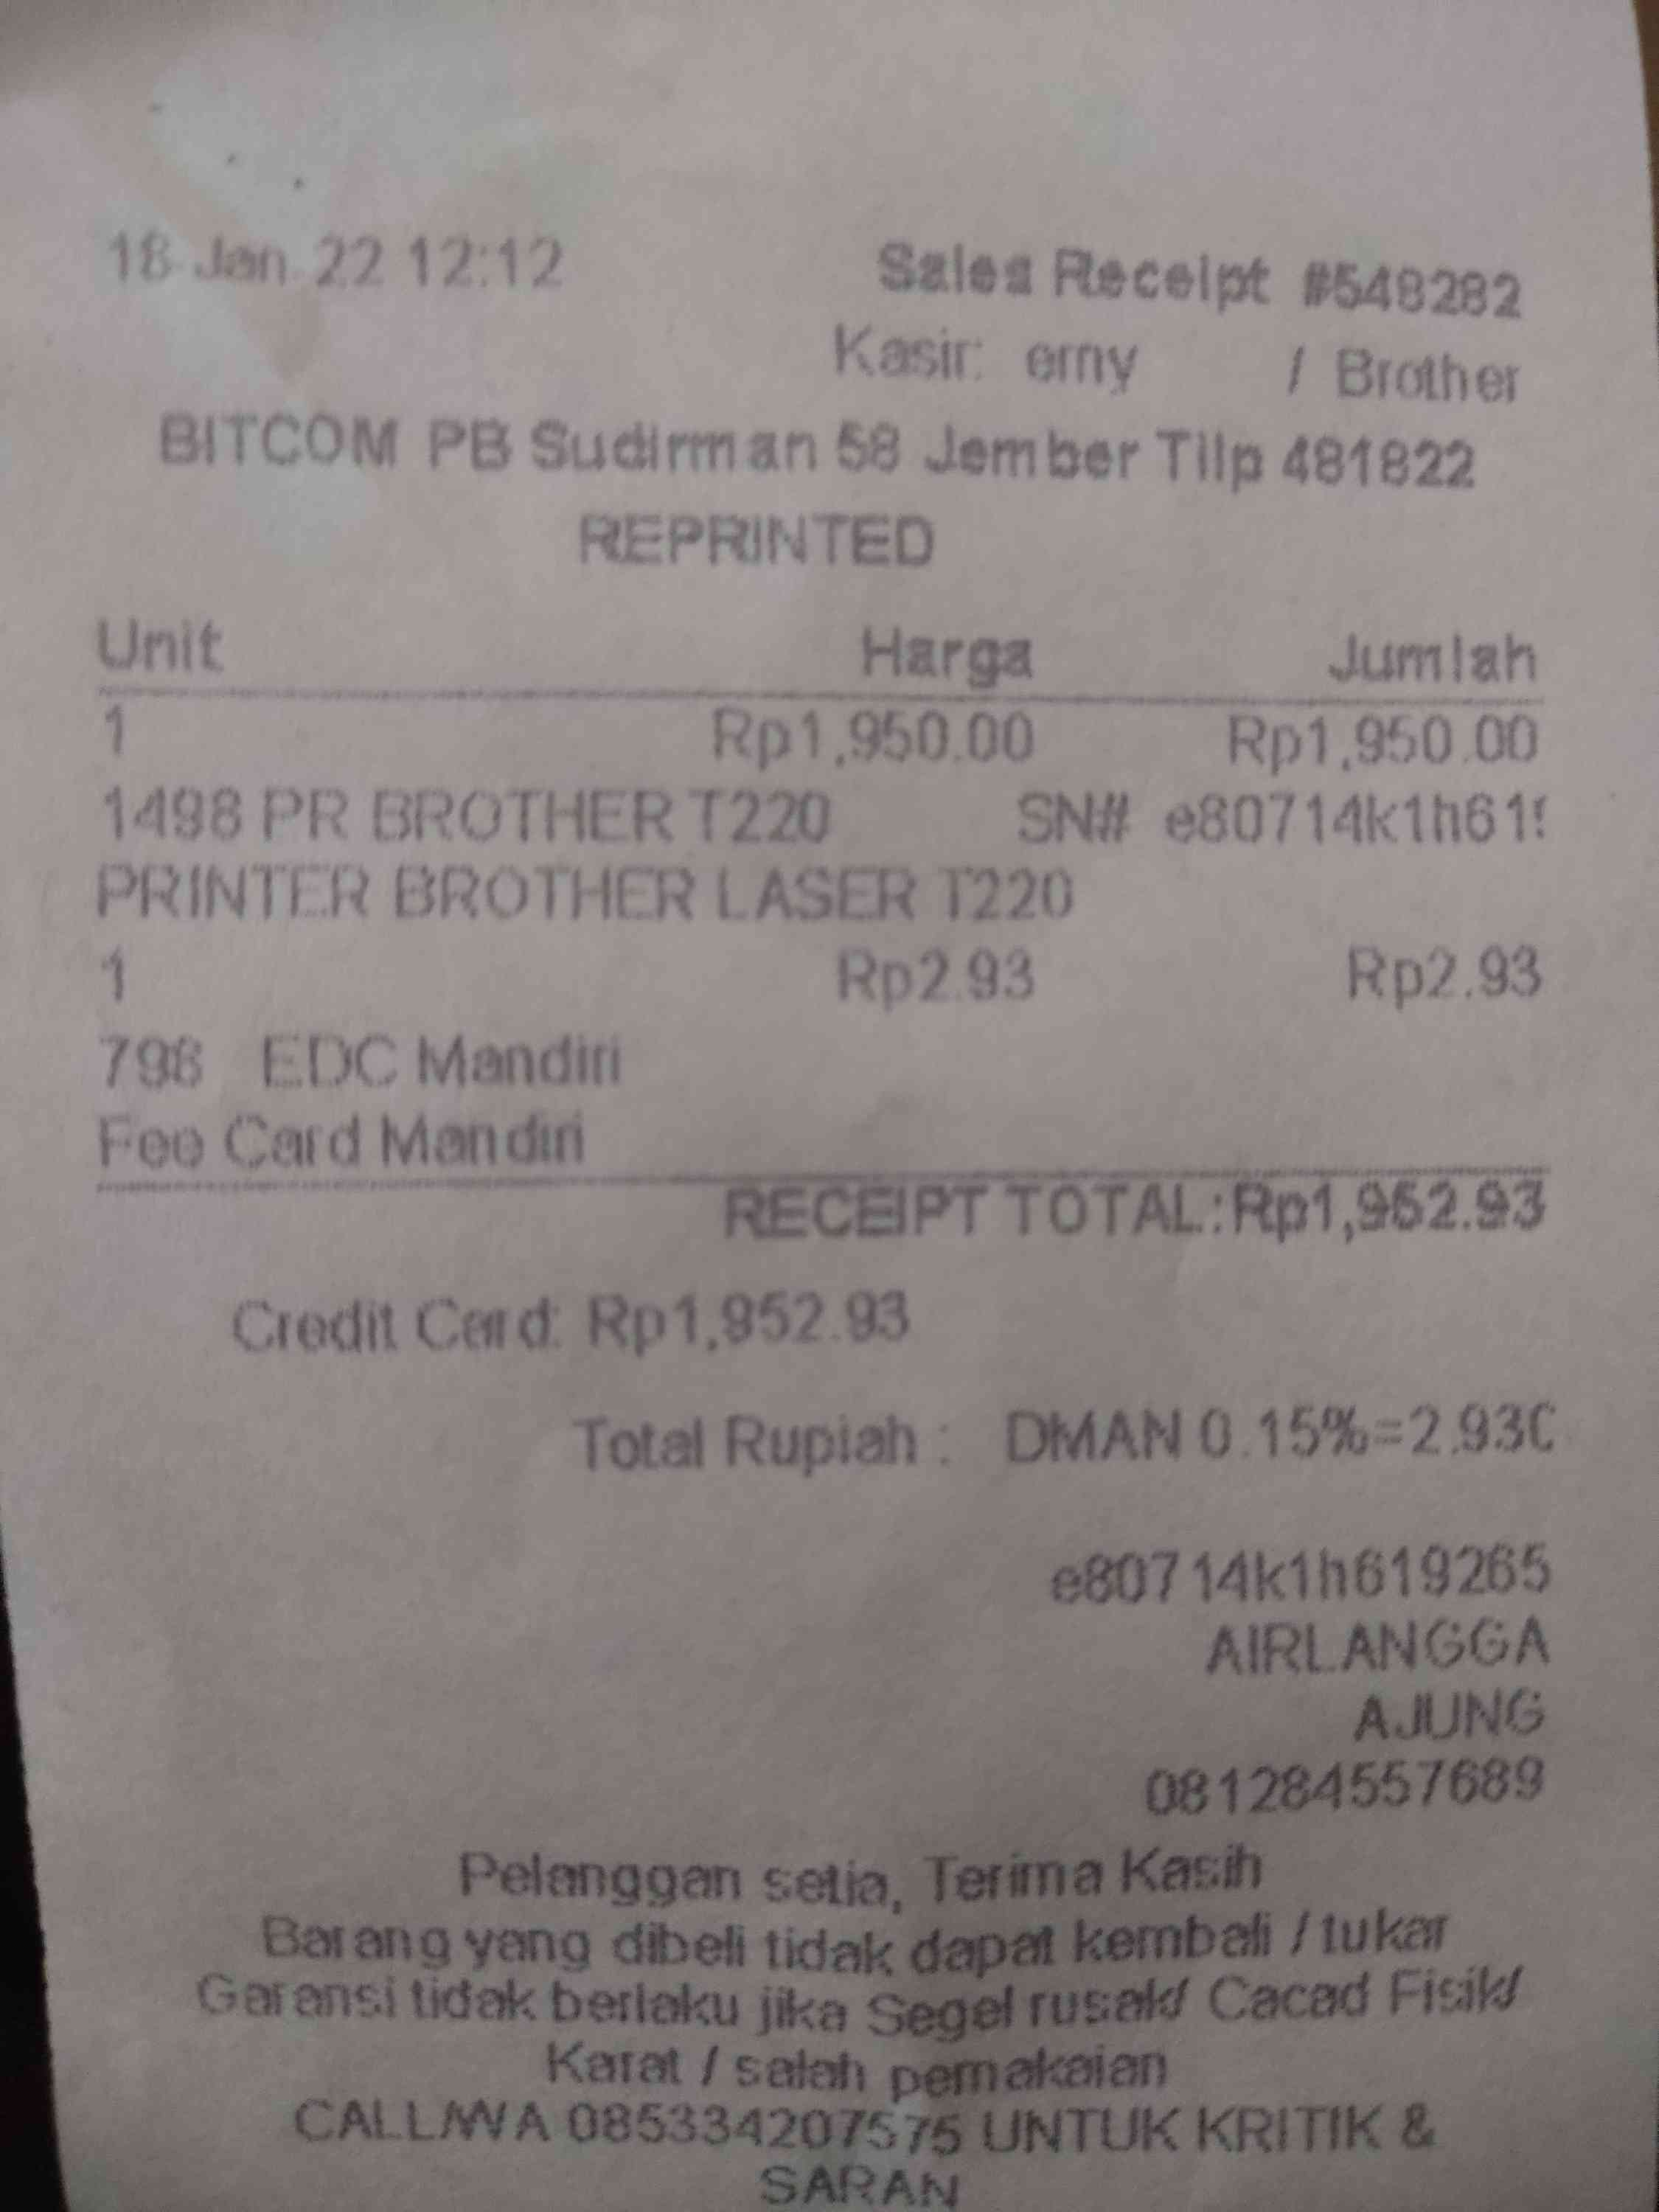 18 Jan 22 12:12 Sales Receipt #548282
Kasir: erny / Brother
BITCOM PB Sudirman 58 Jember Tilp 481822
REPRINTED
Unit Harga Jumlah
1 Rp1,950.00 Rp1,950.00
1498 PR BROTHER T220 SN# e80714k1h619
PRINTER BROTHER LASER T220
1 Rp2.93 Rp2.93
798 EDC Mandiri
Fee Card Mandiri
RECEIPT TOTAL: Rp1,952.93
Credit Card: Rp1,952.93
Total Rupiah : DMAN 0.15%=2.930
e80714k1h619265
AIRLANGGA
AJUNG
081284557689
Pelanggan setia, Terima Kasih
Barang yang dibeli tidak dapat kembali / tukar
Garansi tidak berlaku jika Segel rusak/ Cacad Fisik/
Karat / salah pemakaian
CALL/WA 085334207575 UNTUK KRITIK &
SARAN